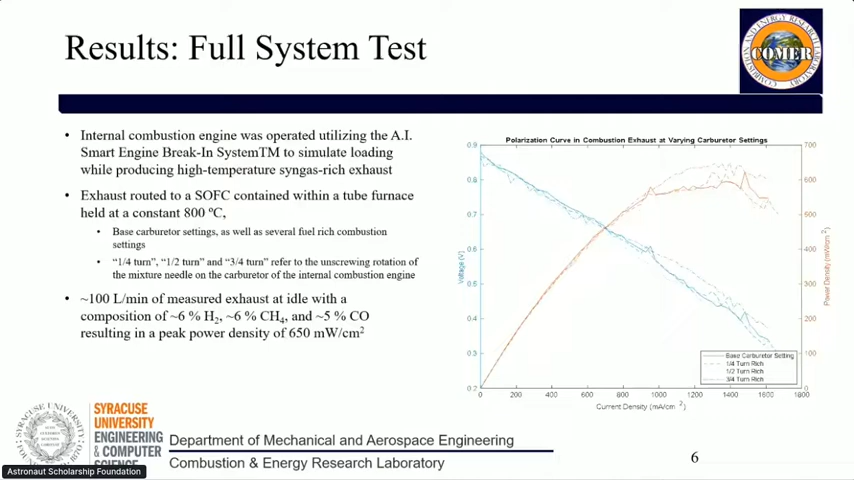 Results: Full System Test
COMER
• Internal combustion engine was operated utilizing the A.I.
Smart Engine Break-In SystemTM to simulate loading
while producing high-temperature syngas-rich exhaust
• Exhaust routed to a SOFC contained within a tube furnace
held at a constant 800 ºC,
• Base carburetor settings, as well as several fuel rich combustion
settings
• “1/4 turn”, “1/2 turn” and “3/4 turn” refer to the unscrewing rotation of
the mixture needle on the carburetor of the internal combustion engine
• ~100 L/min of measured exhaust at idle with a
composition of ~6 % H₂, ~6 % CH₄, and ~5 % CO
resulting in a peak power density of 650 mW/cm²
Polarization Curve in Combustion Exhaust at Varying Carburetor Settings
0.9
0.8
0.7
0.6
0.5
0.4
0.3
0.2
Voltage (V)
700
600
500
400
300
200
100
0
Power Density (mW/cm²)
Base Carburetor Setting
1/4 Turn Rich
1/2 Turn Rich
3/4 Turn Rich
0 200 400 600 800 1000 1200 1400 1600 1800
Current Density (mA/cm²)
SYRACUSE
UNIVERSITY
ENGINEERING
& COMPUTER
SCIENCE
Department of Mechanical and Aerospace Engineering
Combustion & Energy Research Laboratory
6
Astronaut Scholarship Foundation